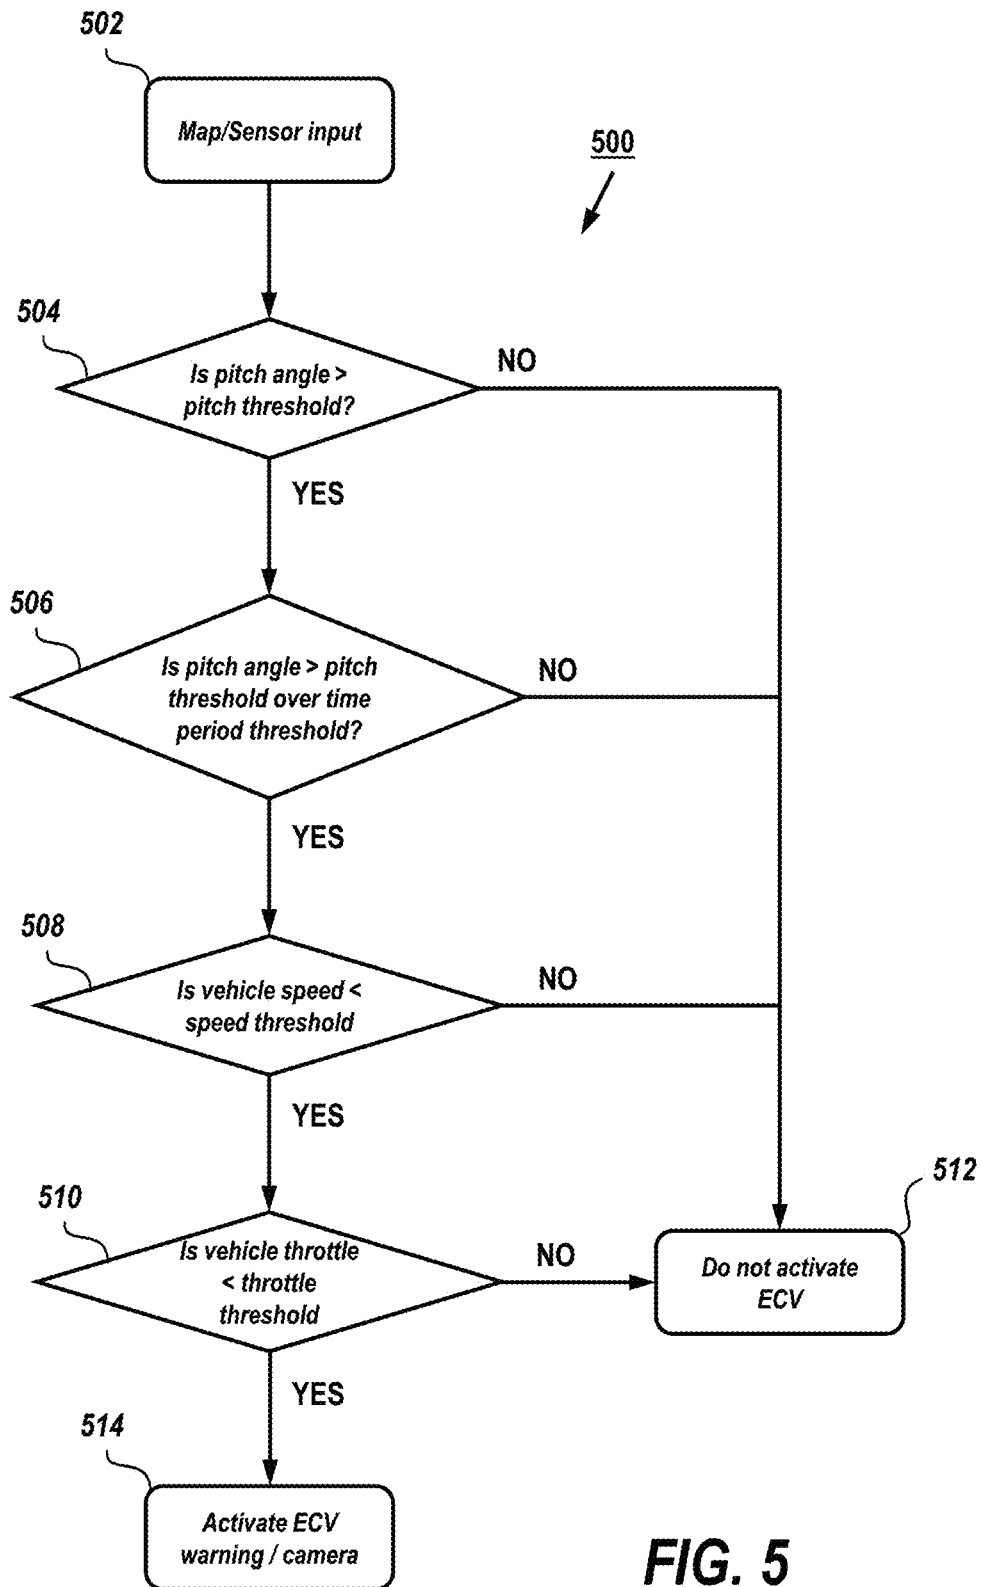 502
Map/Sensor input
500
504
Is pitch angle >
pitch threshold?
NO
YES
506
Is pitch angle > pitch
threshold over time
period threshold?
NO
YES
508
Is vehicle speed <
speed threshold
NO
YES
510
Is vehicle throttle
< throttle
threshold
NO
512
Do not activate
ECV
YES
514
Activate ECV
warning / camera
FIG. 5